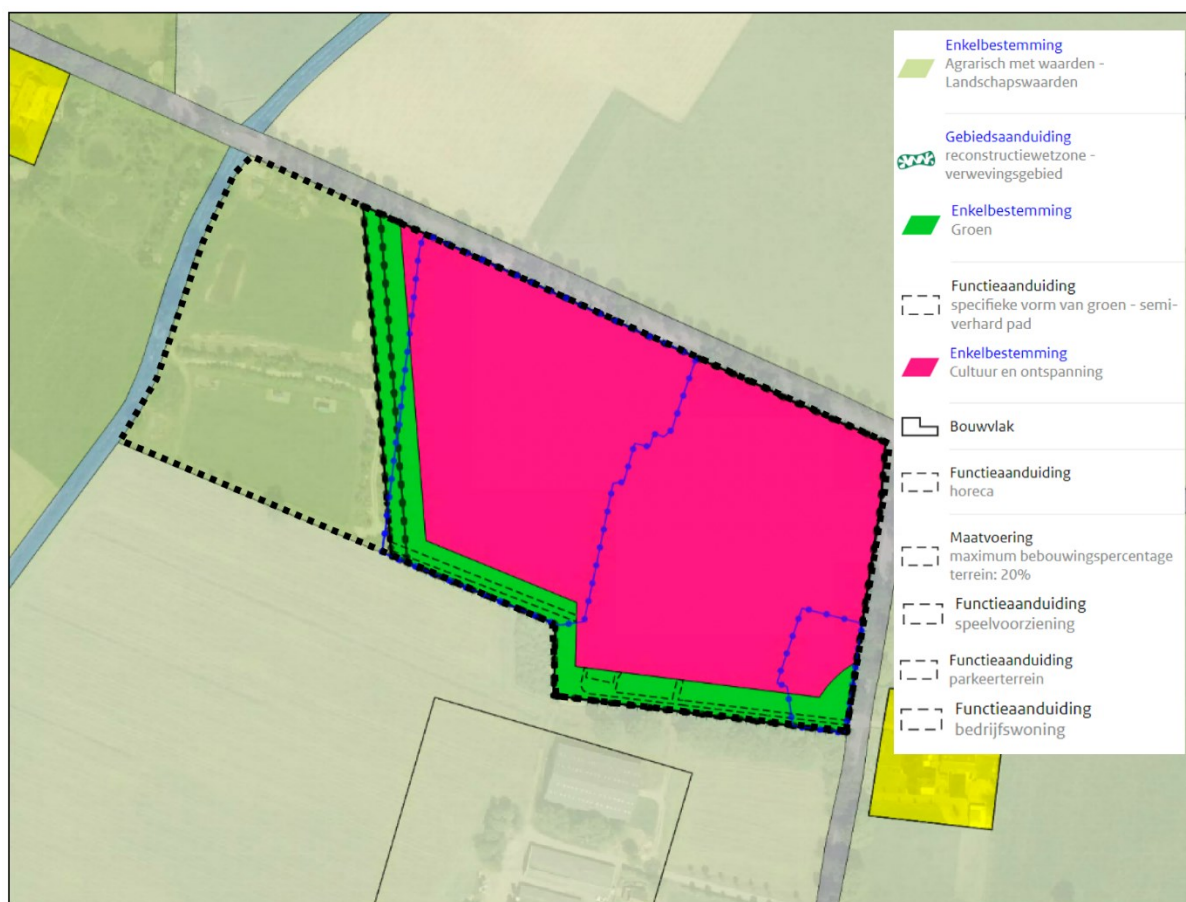 Enkelbestemming
Agrarisch met waarden -
Landschapswaarden
Gebiedsaanduiding
reconstructiewetzone -
verwevingsgebied
Enkelbestemming
Groen
Functieaanduiding
specifieke vorm van groen - semi-
verhard pad
Enkelbestemming
Cultuur en ontspanning
Bouwvlak
Functieaanduiding
horeca
Maatvoering
maximum bebouwingspercentage
terrein: 20%
Functieaanduiding
speelvoorziening
Functieaanduiding
parkeerterrein
Functieaanduiding
bedrijfswoning